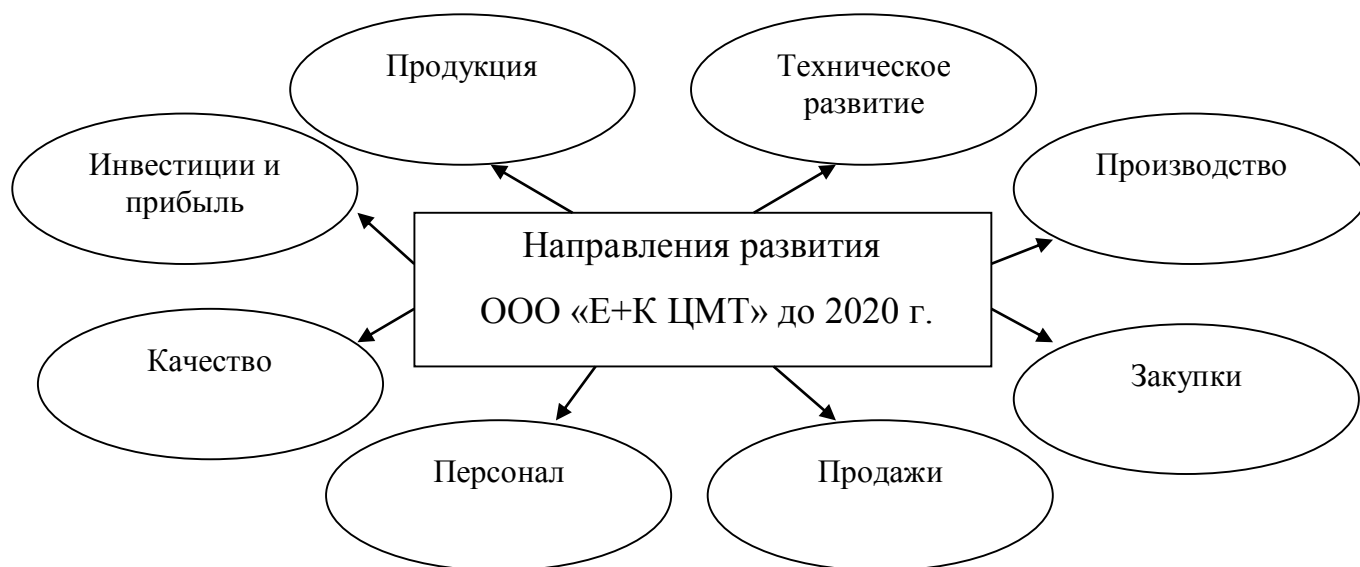 Продукция
Техническое
развитие
Инвестиции и
прибыль
Производство
Направления развития
ООО «Е+К ЦМТ» до 2020 г.
Качество
Закупки
Персонал
Продажи